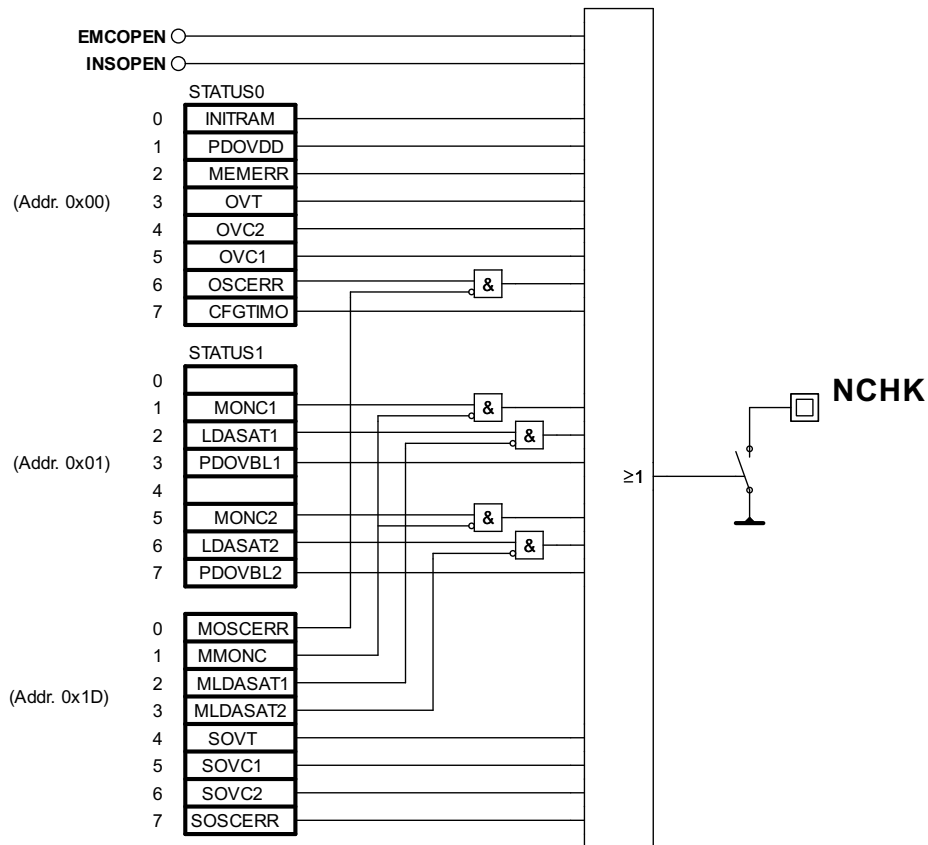 EMCOPEN
INSOPEN
STATUS0
0 INITRAM
1 PDOVDD
2 MEMERR
(Addr. 0x00) 3 OVT
4 OVC2
5 OVC1
6 OSCERR &
7 CFGTIMO
STATUS1
0
1 MONC1 &
NCHK
2 LDASAT1 &
(Addr. 0x01) 3 PDOVBL1
≥1
4
5 MONC2 &
6 LDASAT2 &
7 PDOVBL2
0 MOSCERR
1 MMONC
2 MLDASAT1
(Addr. 0x1D) 3 MLDASAT2
4 SOVT
5 SOVC1
6 SOVC2
7 SOSCERR